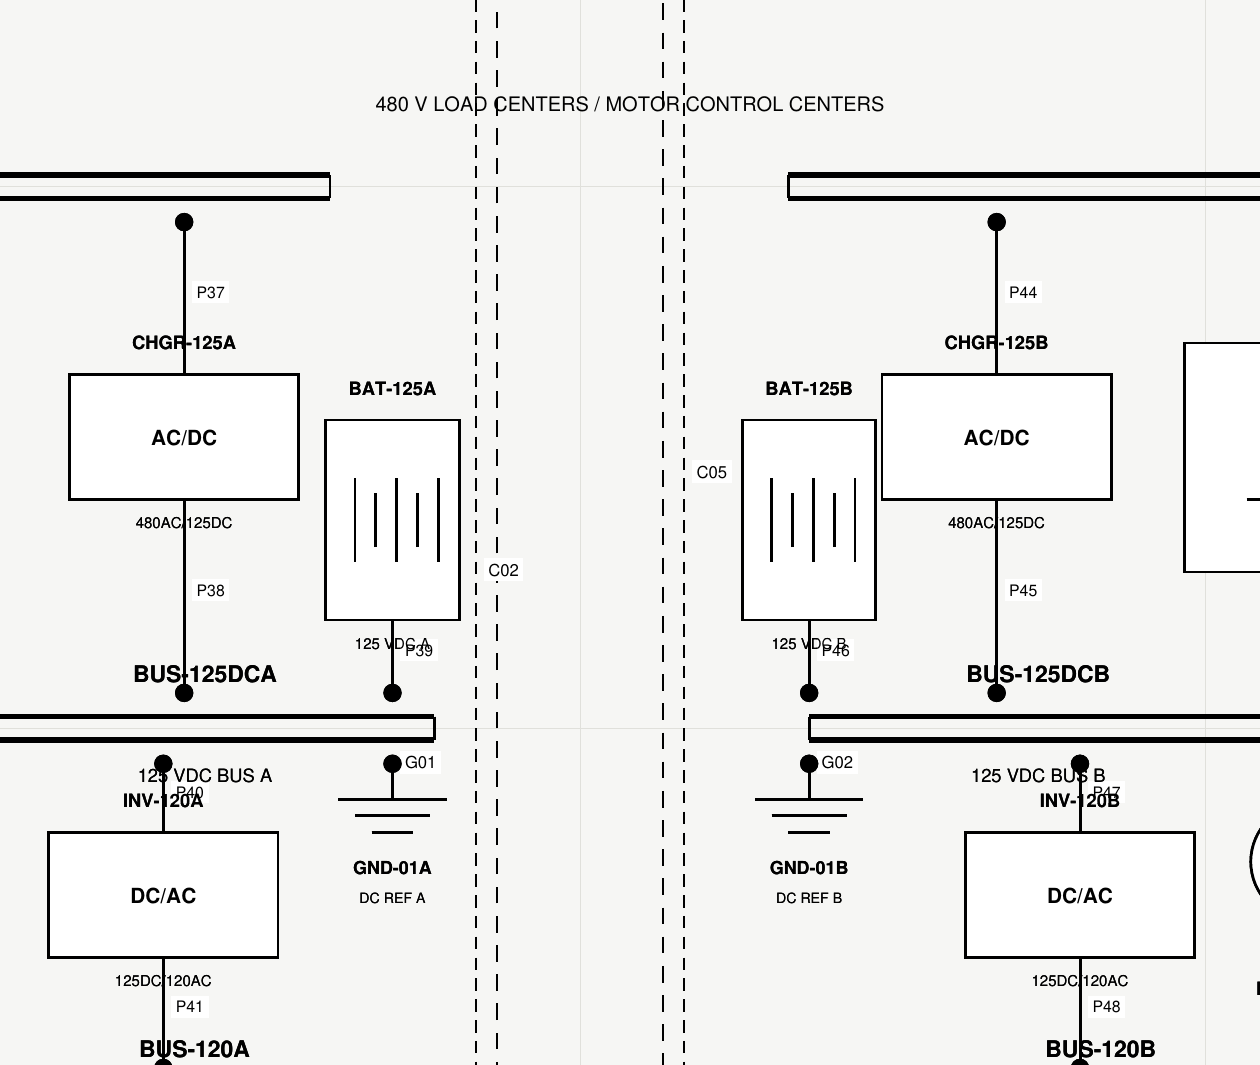 480 V LOAD CENTERS / MOTOR CONTROL CENTERS
P37
P44
CHGR-125A
CHGR-125B
BAT-125A
BAT-125B
AC/DC
AC/DC
C05
480AC/125DC
480AC/125DC
C02
P38
P45
125 VDC A
P39
125 VDC B
P46
BUS-125DCA
BUS-125DCB
G01
G02
125 VDC BUS A
125 VDC BUS B
P40
P47
INV-120A
INV-120B
GND-01A
GND-01B
DC/AC
DC/AC
DC REF A
DC REF B
125DC/120AC
125DC/120AC
P41
P48
BUS-120A
BUS-120B